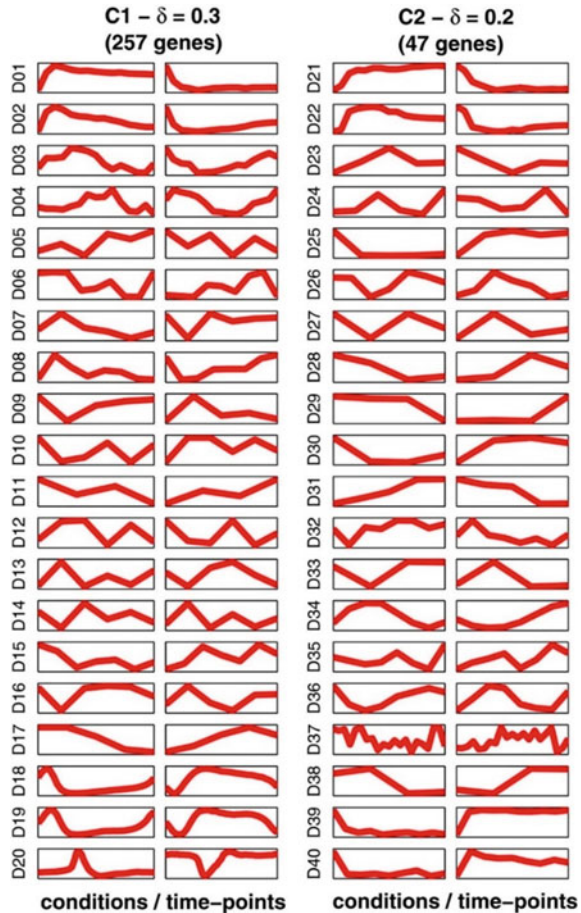 C1 – δ = 0.3
(257 genes)
C2 – δ = 0.2
(47 genes)
D01
D02
D03
D04
D05
D06
D07
D08
D09
D10
D11
D12
D13
D14
D15
D16
D17
D18
D19
D20
D21
D22
D23
D24
D25
D26
D27
D28
D29
D30
D31
D32
D33
D34
D35
D36
D37
D38
D39
D40
conditions / time–points
conditions / time–points